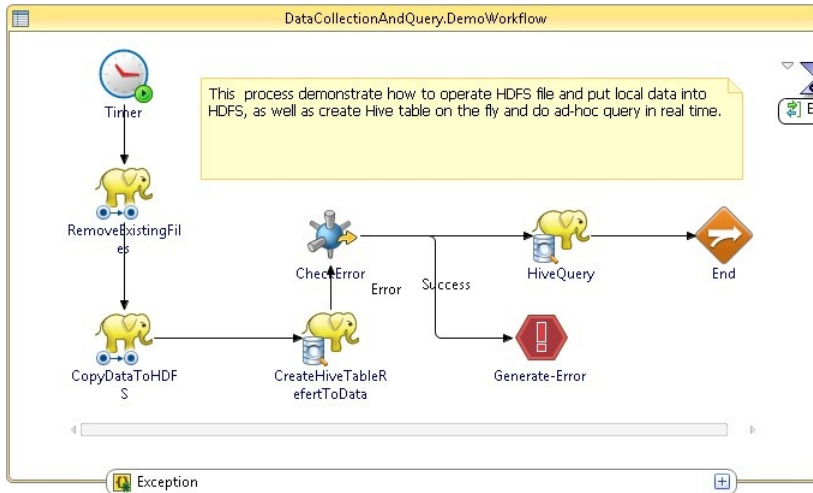 DataCollectionAndQuery.DemoWorkflow
Timer
This process demonstrate how to operate HDFS file and put local data into
HDFS, as well as create Hive table on the fly and do ad-hoc query in real time.
RemoveExistingFil
es
CheckError
Error
Success
HiveQuery
End
CopyDataToHDF
S
CreateHiveTableR
efertToData
Generate-Error
Exception